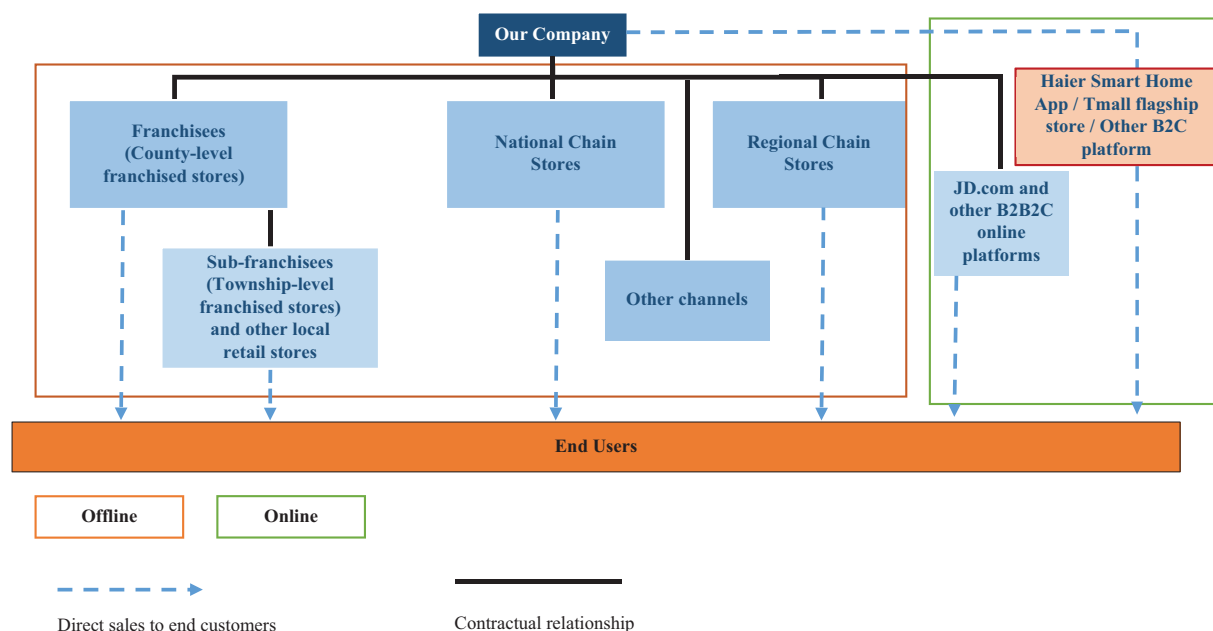 Our Company
Haier Smart Home
App / Tmall flagship
store / Other B2C
platform
Franchisees
(County-level
franchised stores)
National Chain
Stores
Regional Chain
Stores
JD.com and
other B2B2C
online
platforms
Sub-franchisees
(Township-level
franchised stores)
and other local
retail stores
Other channels
End Users
Offline
Online
Direct sales to end customers
Contractual relationship